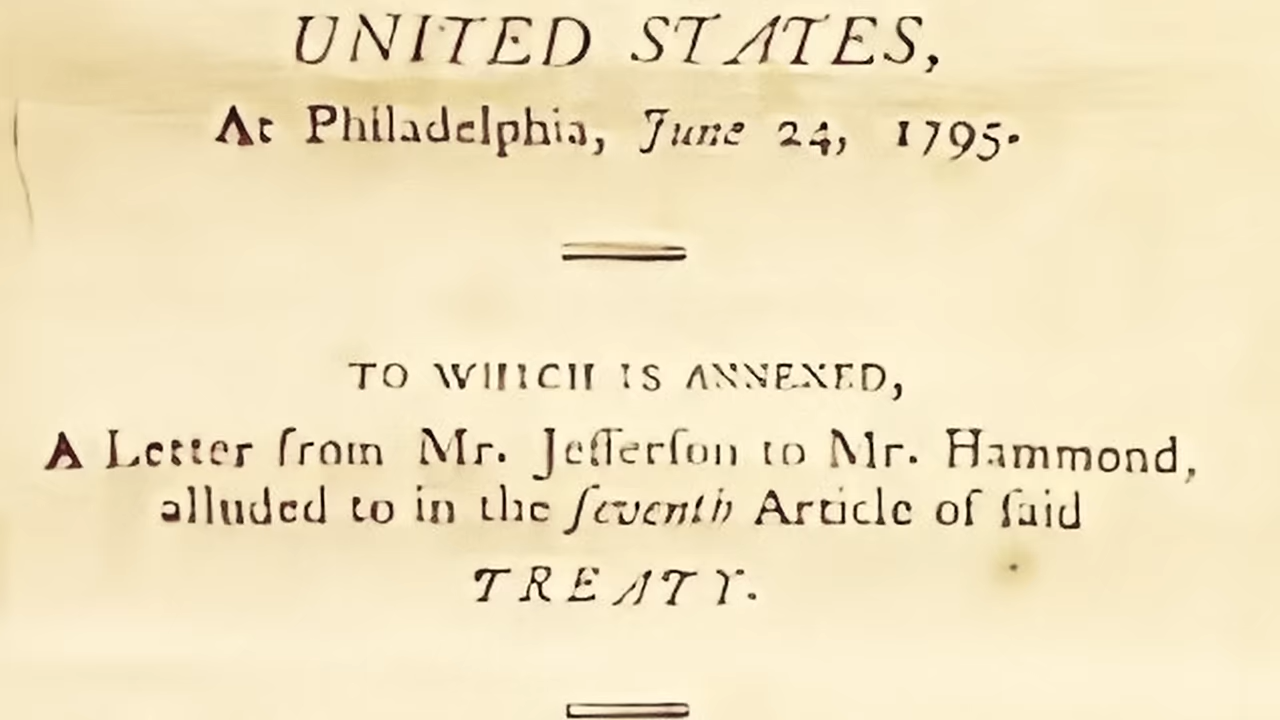 UNITED STATES,
At Philadelphia, June 24, 1795.
TO WHICH IS ANNEXED,
A Letter from Mr. Jefferſon to Mr. Hammond,
alluded to in the ſeventh Article of ſaid
TREATY.